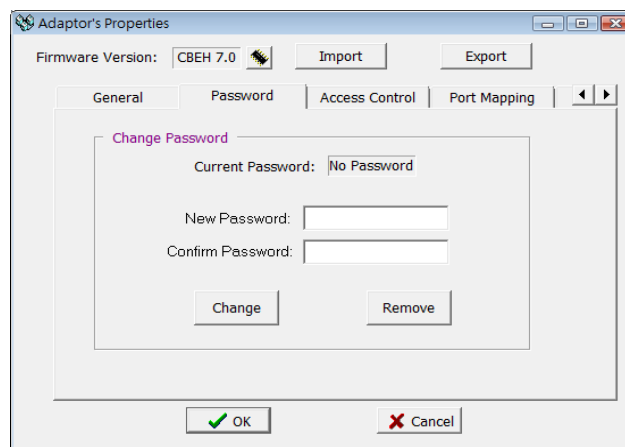 Adaptor's Properties
Firmware Version: CBEH 7.0 Import Export
General Password Access Control Port Mapping
Change Password
Current Password: No Password
New Password:
Confirm Password:
Change Remove
OK Cancel